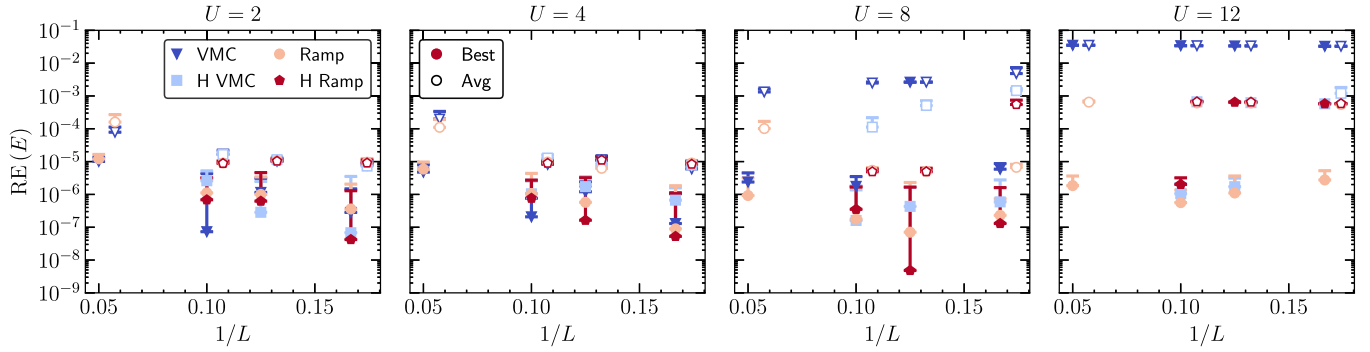 U = 2
U = 4
U = 8
U = 12
RE (E)
10⁻¹
10⁻²
10⁻³
10⁻⁴
10⁻⁵
10⁻⁶
10⁻⁷
10⁻⁸
10⁻⁹
VMC
Ramp
H VMC
H Ramp
Best
Avg
0.05 0.10 0.15
0.05 0.10 0.15
0.05 0.10 0.15
0.05 0.10 0.15
1/L
1/L
1/L
1/L